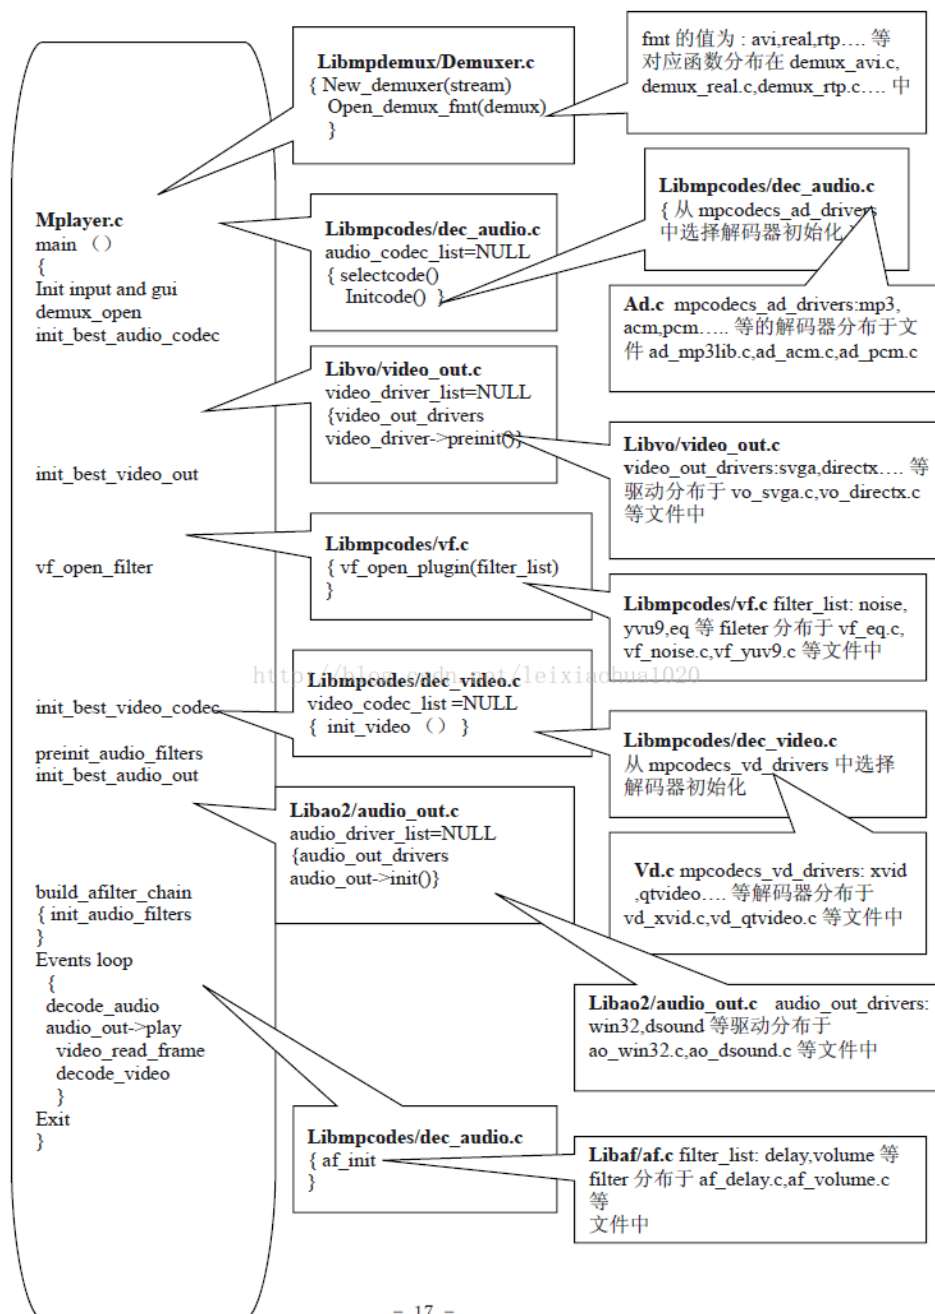 Libmpdemux/Demuxer.c
{ New_demuxer(stream)
Open_demux_fmt(demux)
}
fmt 的值为 : avi,real,rtp…. 等
对应函数分布在 demux_avi.c,
demux_real.c,demux_rtp.c…. 中
Mplayer.c
main （）
{
Init input and gui
demux_open
init_best_audio_codec
init_best_video_out
vf_open_filter
init_best_video_codec
preinit_audio_filters
init_best_audio_out
build_afilter_chain
{ init_audio_filters
}
Events loop
{
decode_audio
audio_out->play
video_read_frame
decode_video
}
Exit
}
Libmpcodes/dec_audio.c
audio_codec_list=NULL
{ selectcode()
Initcode() }
Libmpcodes/dec_audio.c
{ 从 mpcodecs_ad_drivers
中选择解码器初始化
Ad.c mpcodecs_ad_drivers:mp3,
acm,pcm….. 等的解码器分布于文
件 ad_mp3lib.c,ad_acm.c,ad_pcm.c
Libvo/video_out.c
video_driver_list=NULL
{video_out_drivers
video_driver->preinit()}
Libvo/video_out.c
video_out_drivers:svga,directx…. 等
驱动分布于 vo_svga.c,vo_directx.c
等文件中
Libmpcodes/vf.c
{ vf_open_plugin(filter_list)
}
Libmpcodes/vf.c filter_list: noise,
yvu9,eq 等 fileter 分布于 vf_eq.c,
vf_noise.c,vf_yuv9.c 等文件中
http://blog.csdn.net/leixiaohua1020
Libmpcodes/dec_video.c
video_codec_list =NULL
{ init_video （） }
Libmpcodes/dec_video.c
从 mpcodecs_vd_drivers 中选择
解码器初始化
Vd.c mpcodecs_vd_drivers: xvid
,qtvideo…. 等解码器分布于
vd_xvid.c,vd_qtvideo.c 等文件中
Libao2/audio_out.c
audio_driver_list=NULL
{audio_out_drivers
audio_out->init()}
Libao2/audio_out.c audio_out_drivers:
win32,dsound 等驱动分布于
ao_win32.c,ao_dsound.c 等文件中
Libmpcodes/dec_audio.c
{ af_init
}
Libaf/af.c filter_list: delay,volume 等
filter 分布于 af_delay.c,af_volume.c
等
文件中
- 17 -